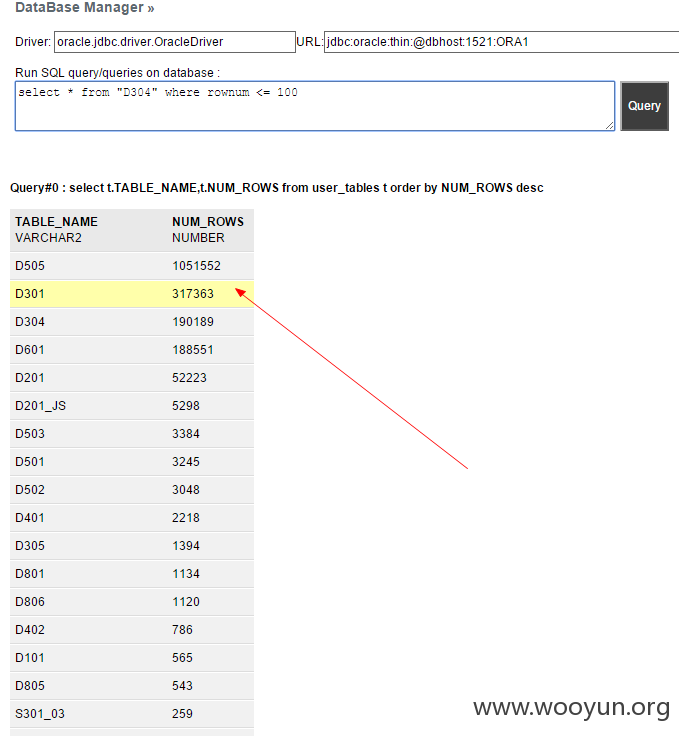 DataBase Manager »
Driver: oracle.jdbc.driver.OracleDriver URL: jdbc:oracle:thin:@dbhost:1521:ORA1
Run SQL query/queries on database :
select * from "D304" where rownum <= 100
Query
Query#0 : select t.TABLE_NAME,t.NUM_ROWS from user_tables t order by NUM_ROWS desc
TABLE_NAME NUM_ROWS
VARCHAR2 NUMBER
D505 1051552
D301 317363
D304 190189
D601 188551
D201 52223
D201_JS 5298
D503 3384
D501 3245
D502 3048
D401 2218
D305 1394
D801 1134
D806 1120
D402 786
D101 565
D805 543
S301_03 259
www.wooyun.org